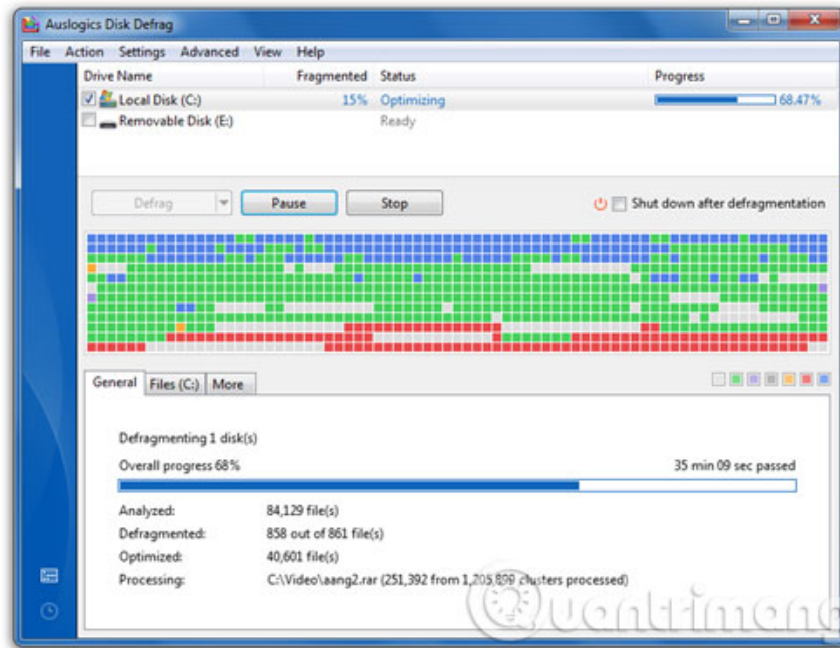 Auslogics Disk Defrag
File Action Settings Advanced View Help
Drive Name Fragmented Status Progress
Local Disk (C:) 15% Optimizing 68.47%
Removable Disk (E:) Ready
Defrag Pause Stop Shut down after defragmentation
General Files (C:) More
Defragmenting 1 disk(s)
Overall progress 68% 35 min 09 sec passed
Analyzed: 84,129 file(s)
Defragmented: 858 out of 861 file(s)
Optimized: 40,601 file(s)
Processing: C:\Video\aang2.rar (251,392 from 1,205,899 clusters processed)
Quantrimang